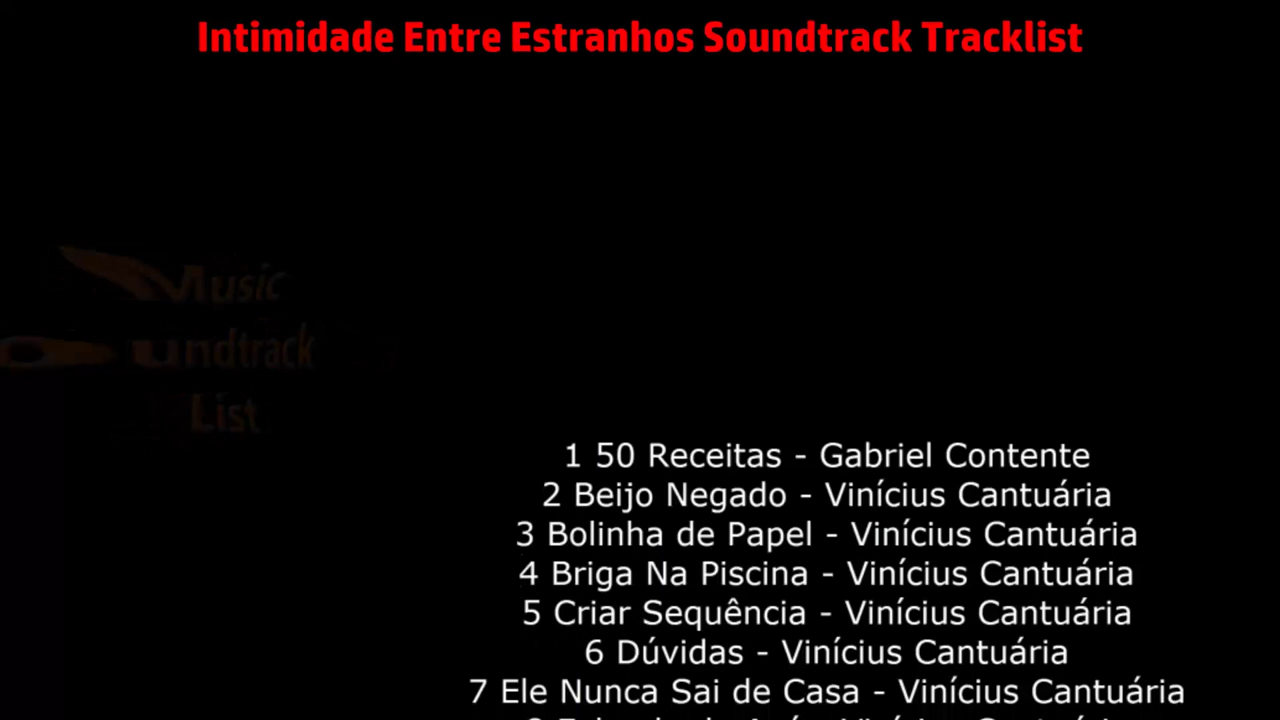 Intimidade Entre Estranhos Soundtrack Tracklist
Music
Soundtrack
List
1 50 Receitas - Gabriel Contente
2 Beijo Negado - Vinícius Cantuária
3 Bolinha de Papel - Vinícius Cantuária
4 Briga Na Piscina - Vinícius Cantuária
5 Criar Sequência - Vinícius Cantuária
6 Dúvidas - Vinícius Cantuária
7 Ele Nunca Sai de Casa - Vinícius Cantuária